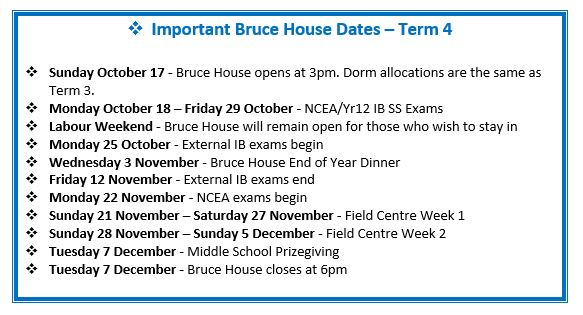 ❖ Important Bruce House Dates – Term 4
❖ Sunday October 17 - Bruce House opens at 3pm. Dorm allocations are the same as
Term 3.
❖ Monday October 18 – Friday 29 October - NCEA/Yr12 IB SS Exams
❖ Labour Weekend - Bruce House will remain open for those who wish to stay in
❖ Monday 25 October - External IB exams begin
❖ Wednesday 3 November - Bruce House End of Year Dinner
❖ Friday 12 November - External IB exams end
❖ Monday 22 November - NCEA exams begin
❖ Sunday 21 November – Saturday 27 November - Field Centre Week 1
❖ Sunday 28 November – Sunday 5 December - Field Centre Week 2
❖ Tuesday 7 December - Middle School Prizegiving
❖ Tuesday 7 December - Bruce House closes at 6pm